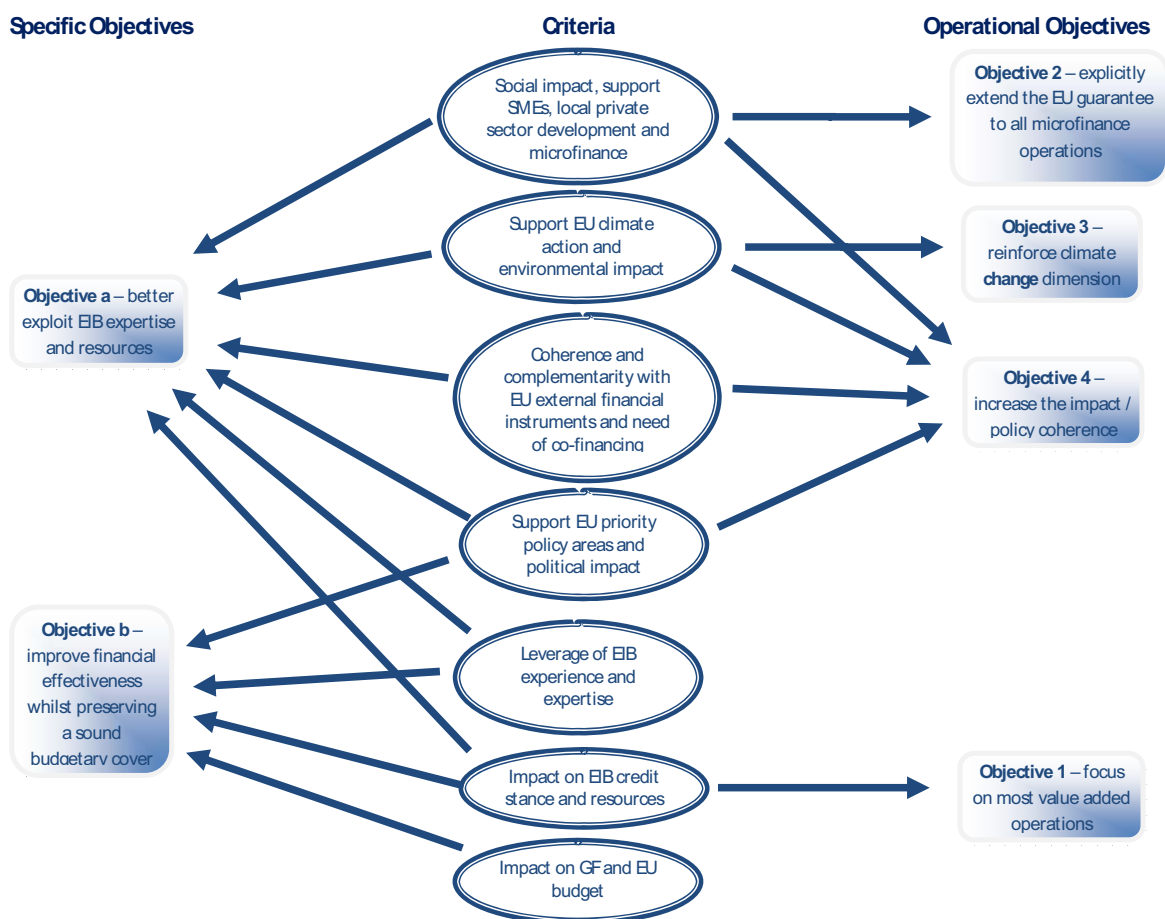 Specific Objectives
Criteria
Operational Objectives
Social impact, support
SMEs, local private
sector development and
microfinance
Objective 2 – explicitly
extend the EU guarantee
to all microfinance
operations
Support EU climate
action and
environmental impact
Objective 3 –
reinforce climate
change dimension
Objective a – better
exploit EIB expertise
and resources
Coherence and
complementarity with
EU external financial
instruments and need
of co-financing
Objective 4 –
increase the impact /
policy coherence
Support EU priority
policy areas and
political impact
Objective b –
improve financial
effectiveness
whilst preserving
a sound
budgetary cover
Leverage of EIB
experience and
expertise
Impact on EIB credit
stance and resources
Objective 1 – focus
on most value added
operations
Impact on GF and EU
budget